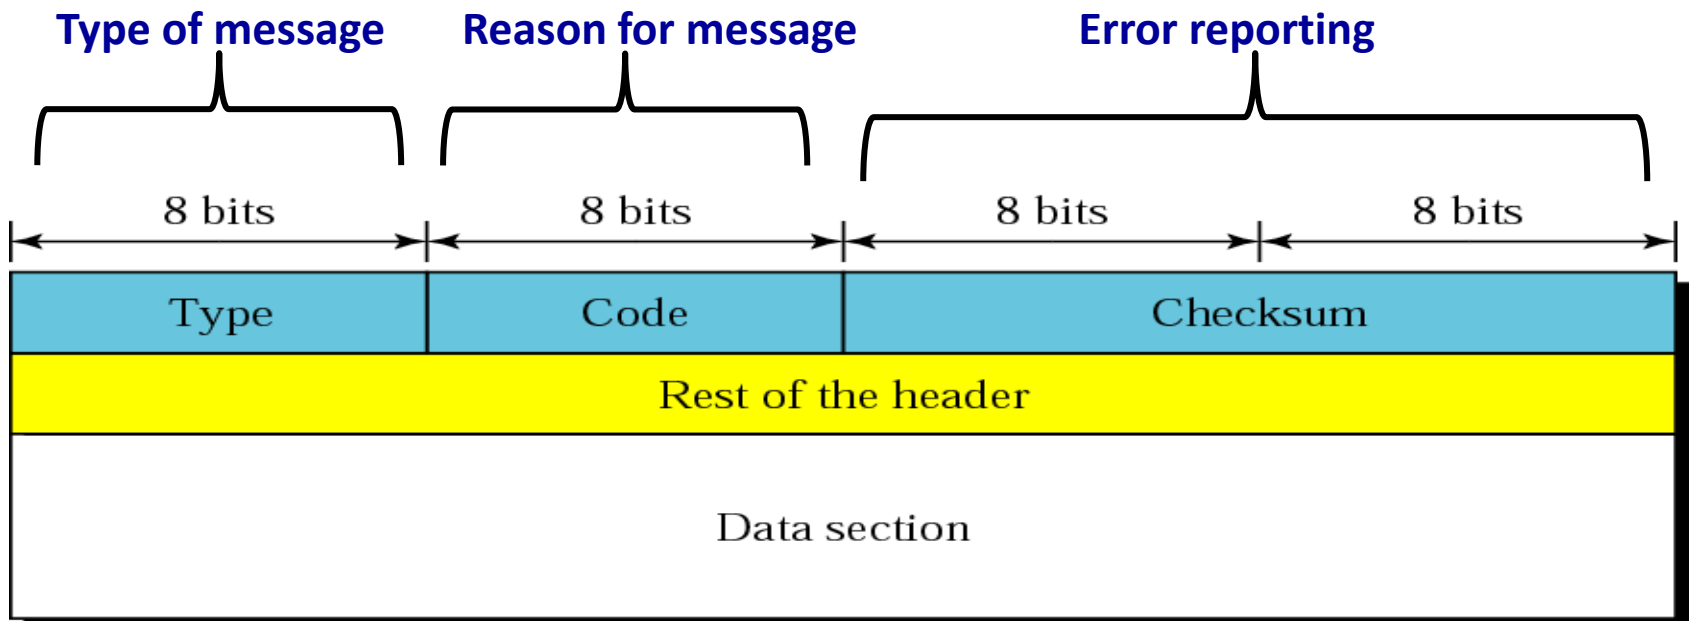 Type of message Reason for message Error reporting
8 bits 8 bits 8 bits 8 bits
Type Code Checksum
Rest of the header
Data section